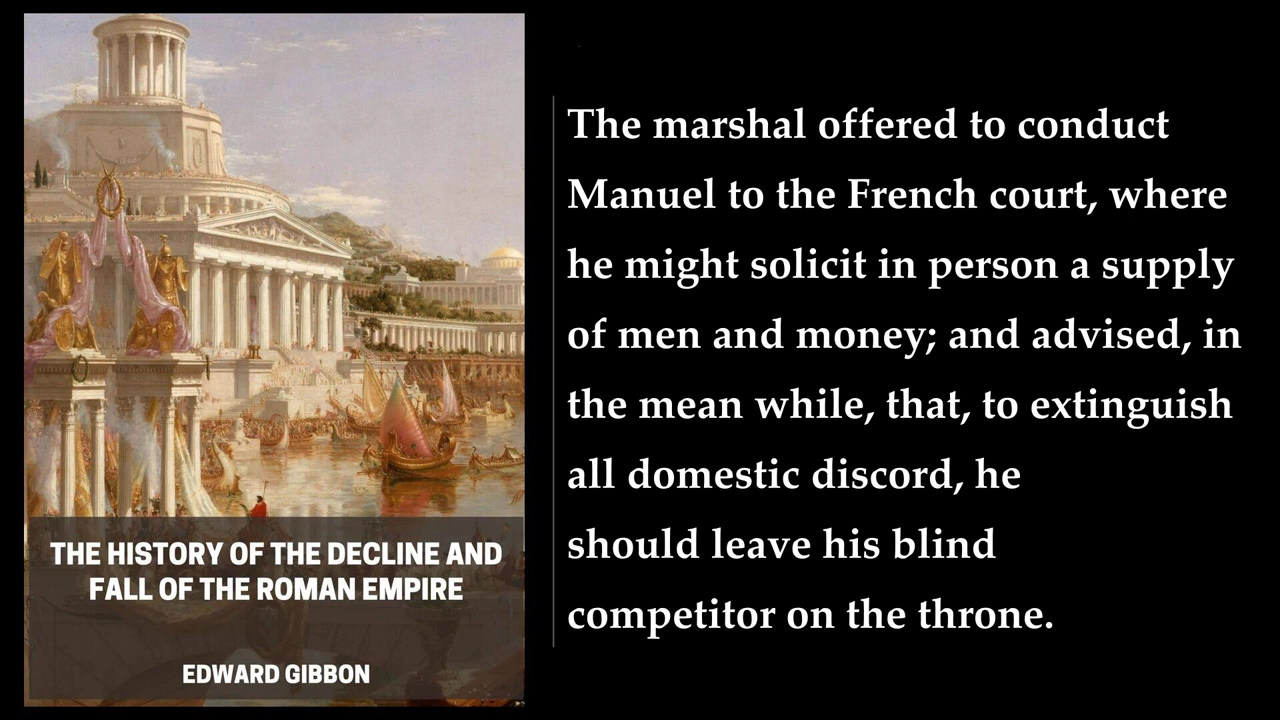 THE HISTORY OF THE DECLINE AND
FALL OF THE ROMAN EMPIRE
EDWARD GIBBON
The marshal offered to conduct
Manuel to the French court, where
he might solicit in person a supply
of men and money; and advised, in
the mean while, that, to extinguish
all domestic discord, he
should leave his blind
competitor on the throne.